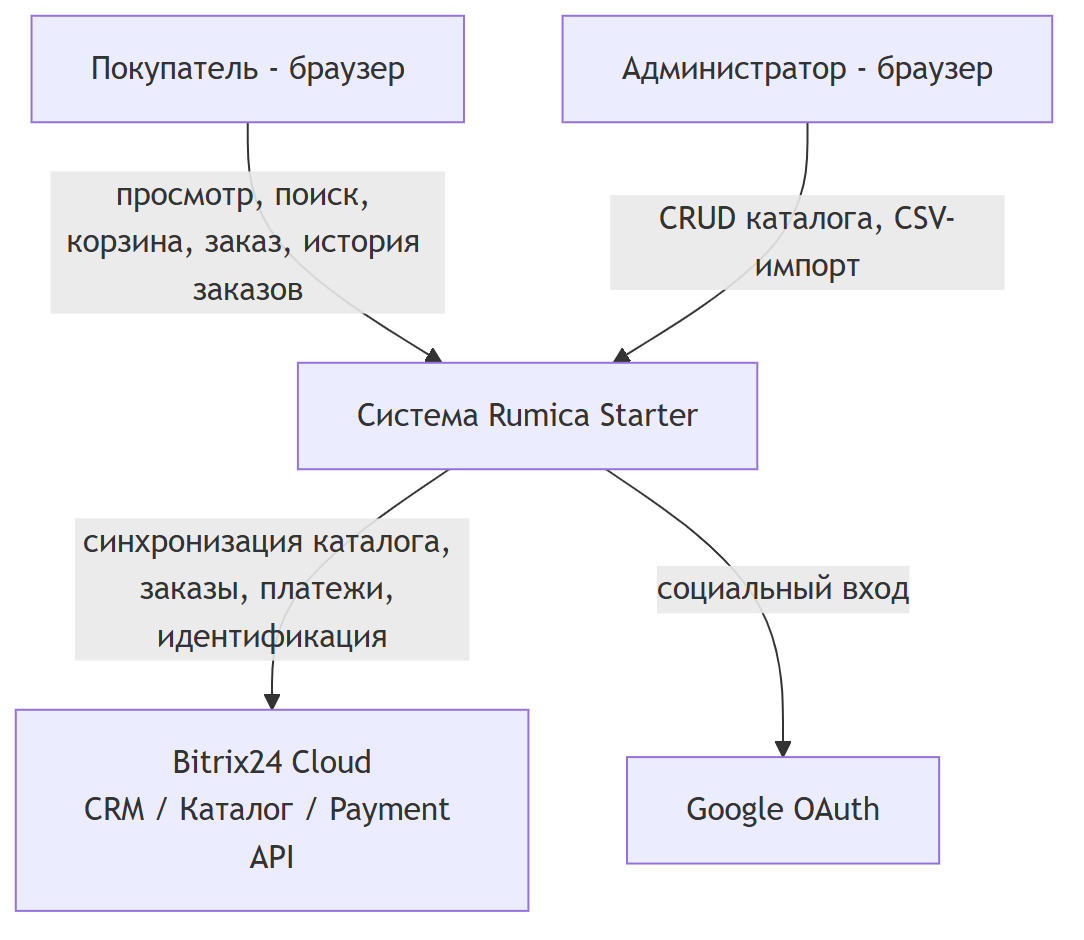 Покупатель - браузер
Администратор - браузер
просмотр, поиск,
корзина, заказ, история
заказов
CRUD каталога, CSV-
импорт
Система Rumica Starter
синхронизация каталога,
заказы, платежи,
идентификация
социальный вход
Bitrix24 Cloud
CRM / Каталог / Payment
API
Google OAuth